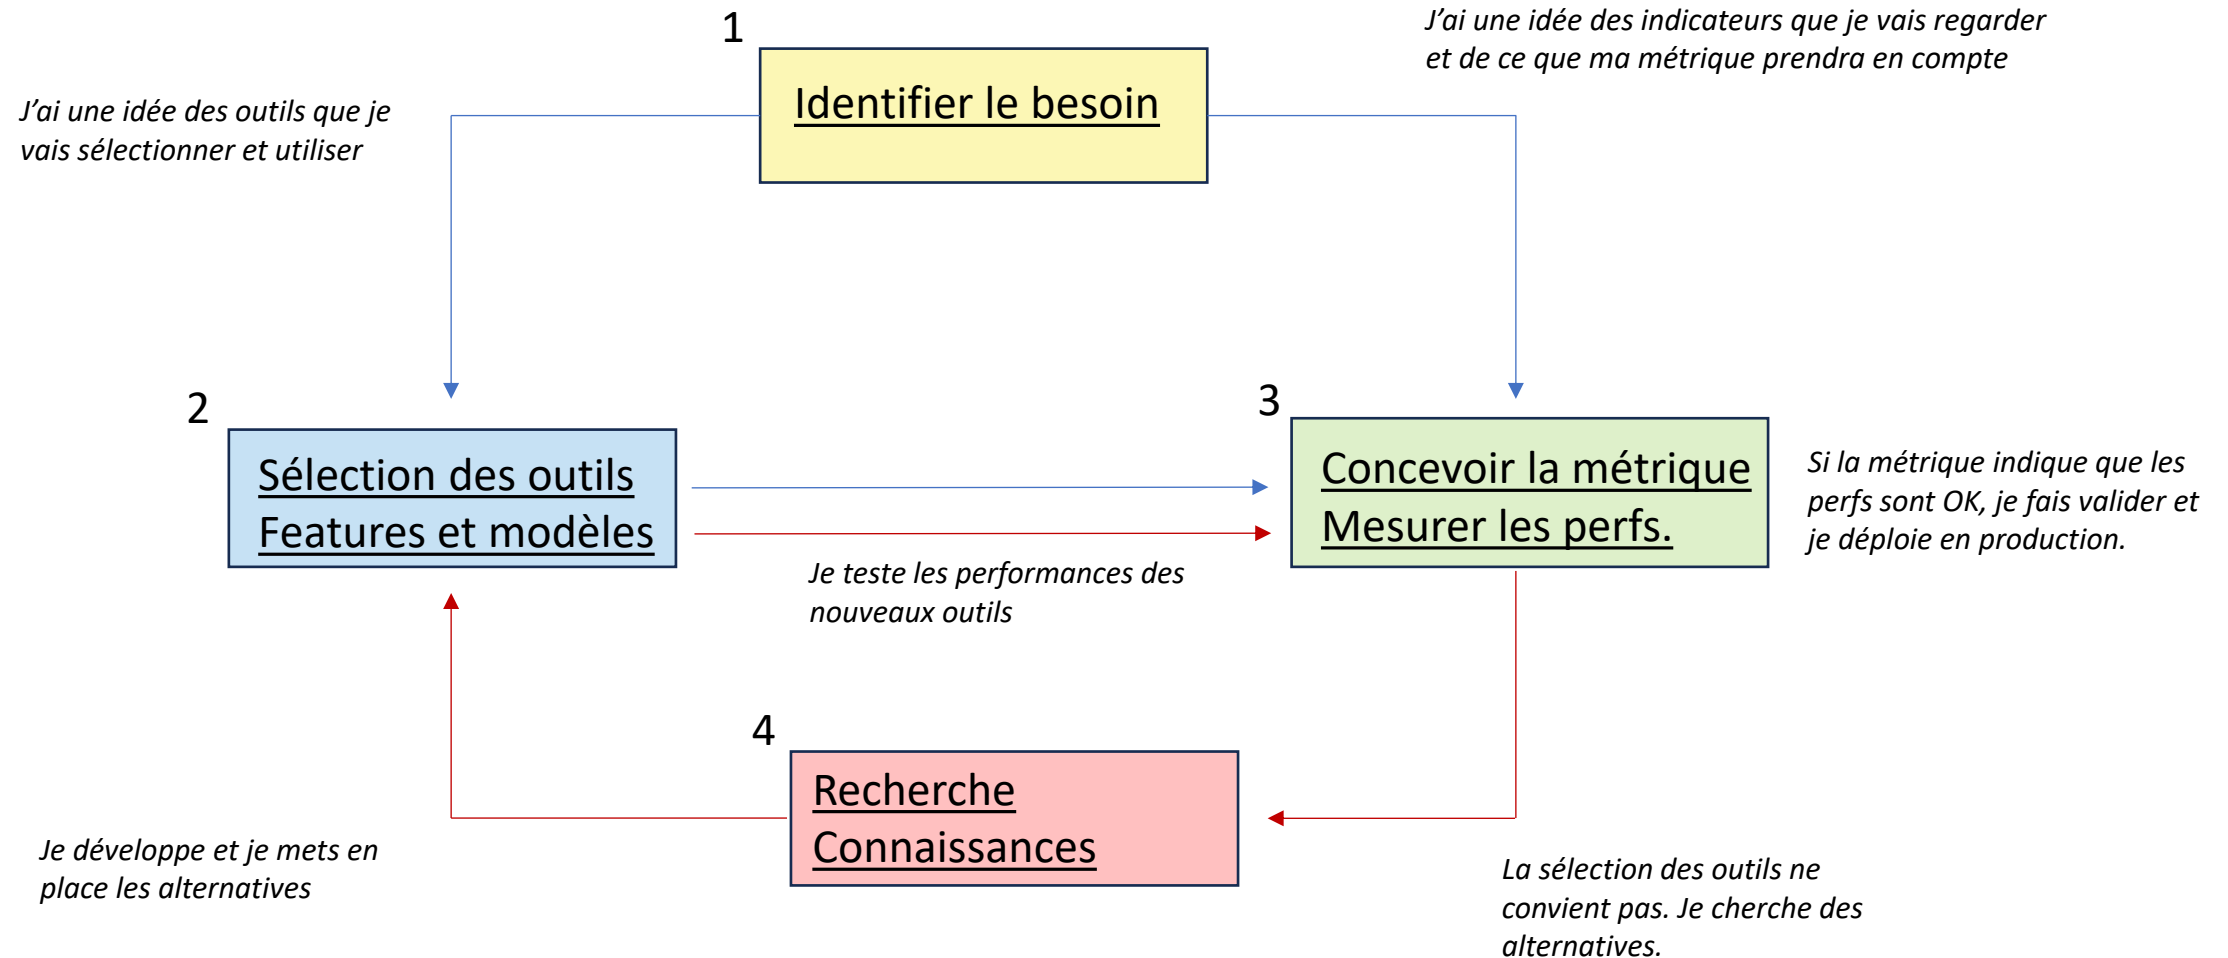 1
Identifier le besoin
J’ai une idée des indicateurs que je vais regarder
et de ce que ma métrique prendra en compte
J’ai une idée des outils que je
vais sélectionner et utiliser
2
Sélection des outils
Features et modèles
3
Concevoir la métrique
Mesurer les perfs.
Si la métrique indique que les
perfs sont OK, je fais valider et
je déploie en production.
Je teste les performances des
nouveaux outils
4
Recherche
Connaissances
Je développe et je mets en
place les alternatives
La sélection des outils ne
convient pas. Je cherche des
alternatives.